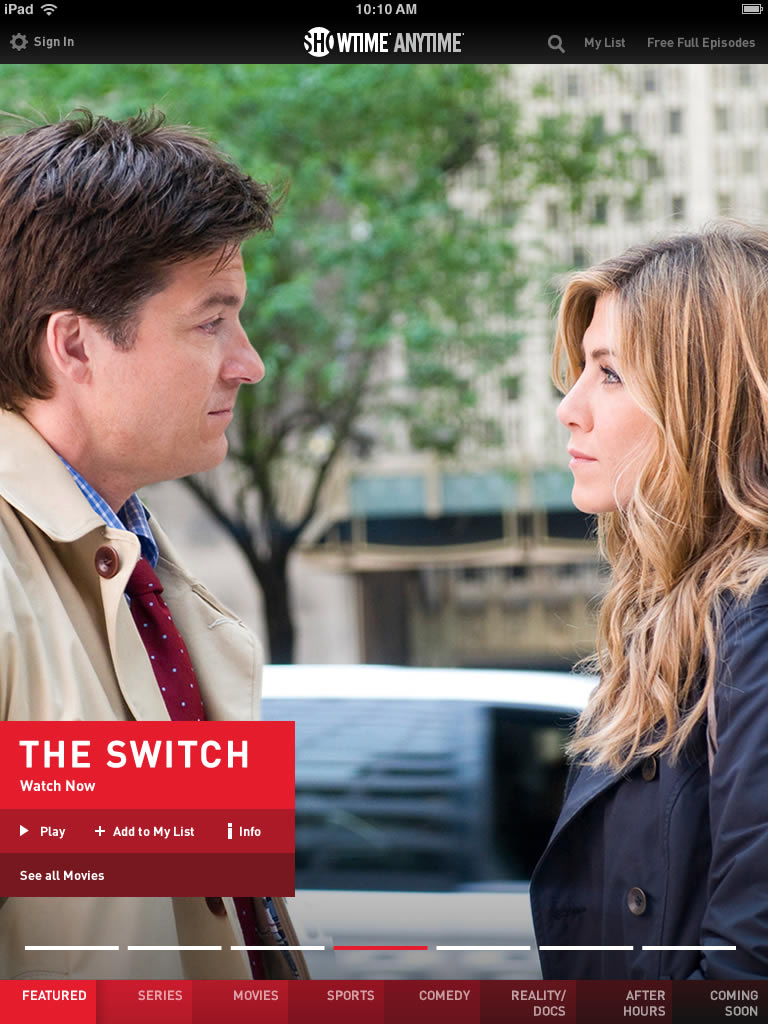 iPad 10:10 AM
Sign In SHOWTIME ANYTIME My List Free Full Episodes
THE SWITCH
Watch Now
Play Add to My List Info
See all Movies
FEATURED SERIES MOVIES SPORTS COMEDY REALITY/ AFTER COMING
DOCS HOURS SOON